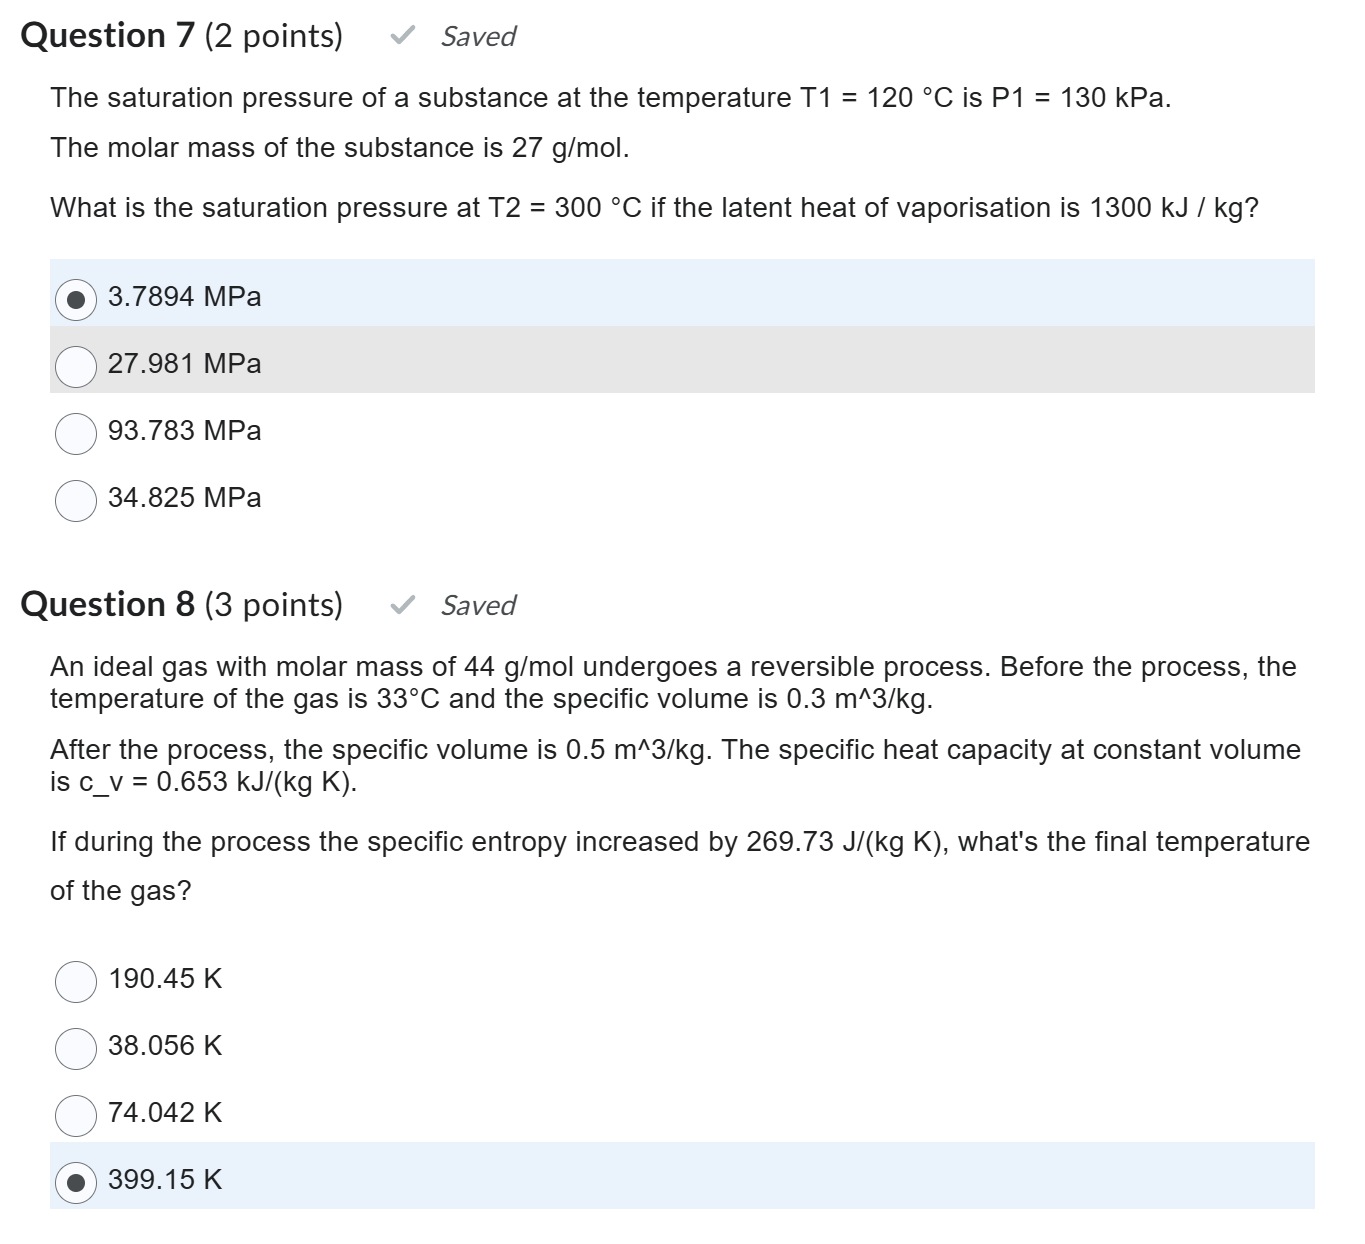 Question 7 (2 points) Saved
The saturation pressure of a substance at the temperature T1 = 120 °C is P1 = 130 kPa.
The molar mass of the substance is 27 g/mol.
What is the saturation pressure at T2 = 300 °C if the latent heat of vaporisation is 1300 kJ / kg?
3.7894 MPa
27.981 MPa
93.783 MPa
34.825 MPa
Question 8 (3 points) Saved
An ideal gas with molar mass of 44 g/mol undergoes a reversible process. Before the process, the
temperature of the gas is 33°C and the specific volume is 0.3 m^3/kg.
After the process, the specific volume is 0.5 m^3/kg. The specific heat capacity at constant volume
is c_v = 0.653 kJ/(kg K).
If during the process the specific entropy increased by 269.73 J/(kg K), what's the final temperature
of the gas?
190.45 K
38.056 K
74.042 K
399.15 K